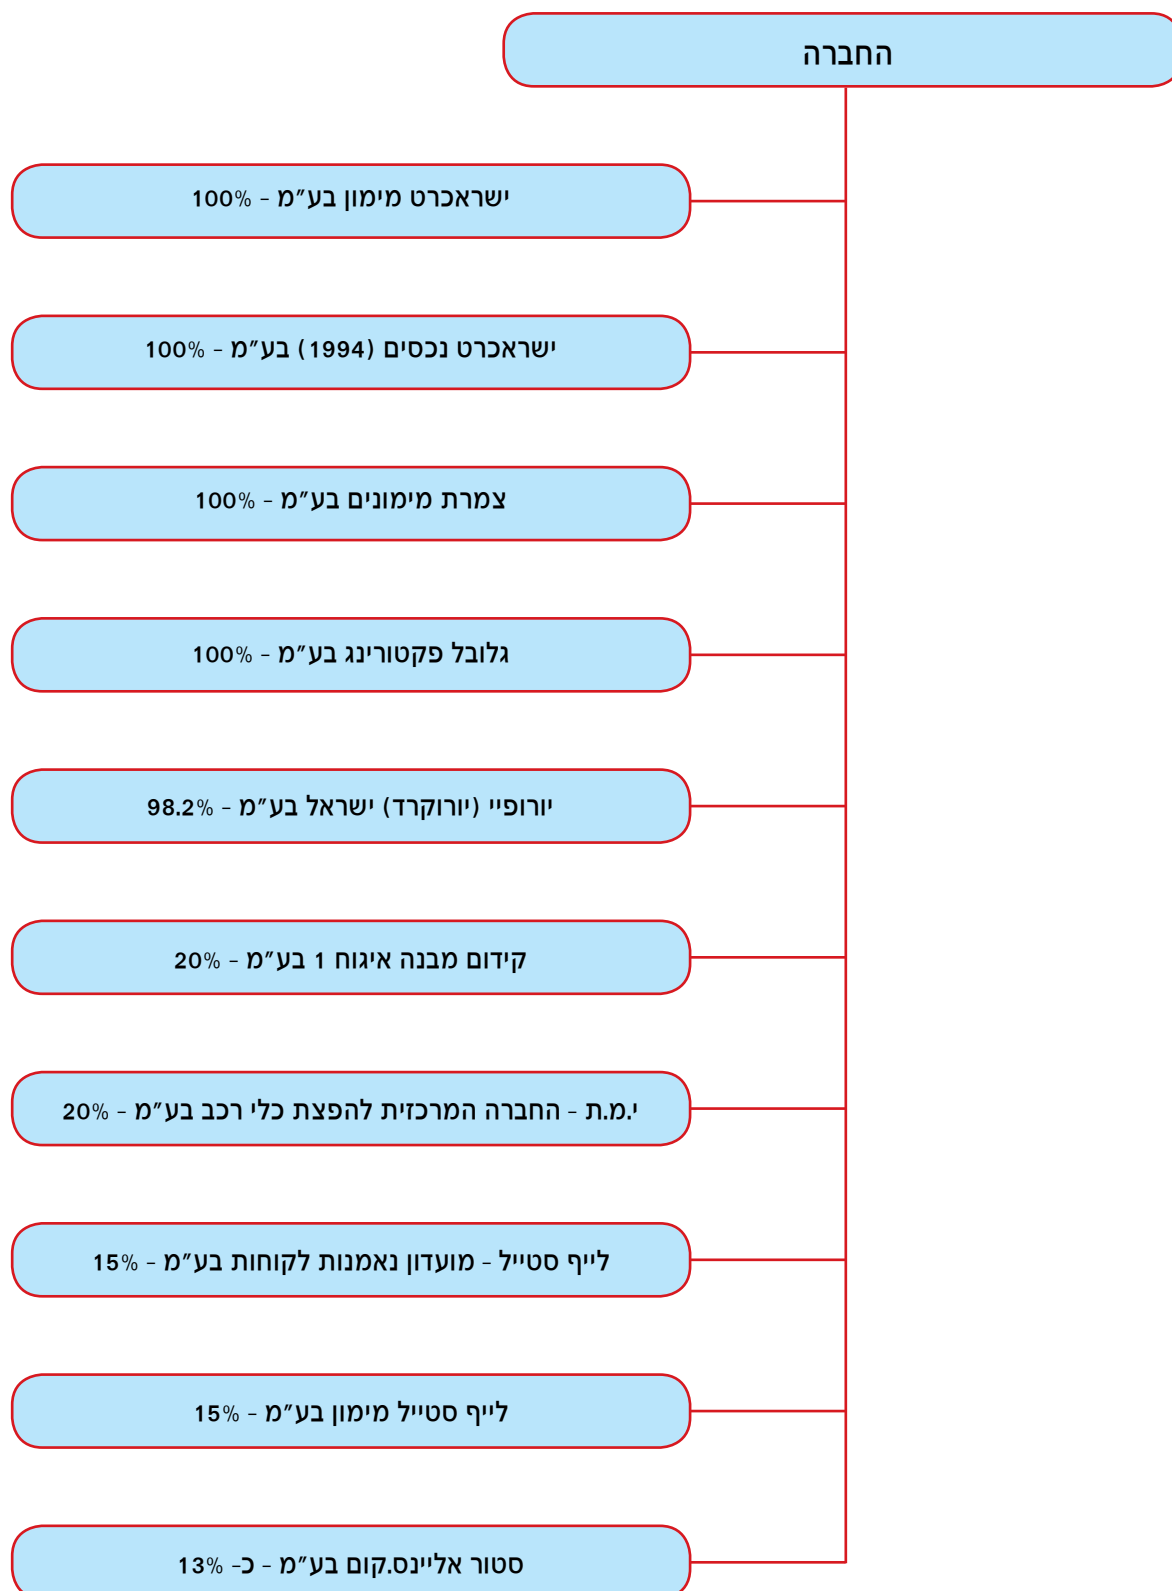 החברה
ישראכרט מימון בע״מ - 100%
ישראכרט נכסים (1994) בע״מ - 100%
צמרת מימונים בע״מ - 100%
גלובל פקטורינג בע״מ - 100%
יורופיי (יורוקרד) ישראל בע״מ - 98.2%
קידום מבנה איגוח 1 בע״מ - 20%
י.מ.ת - החברה המרכזית להפצת כלי רכב בע״מ - 20%
לייף סטייל - מועדון נאמנות לקוחות בע״מ - 15%
לייף סטייל מימון בע״מ - 15%
סטור אליינס.קום בע״מ - כ- 13%